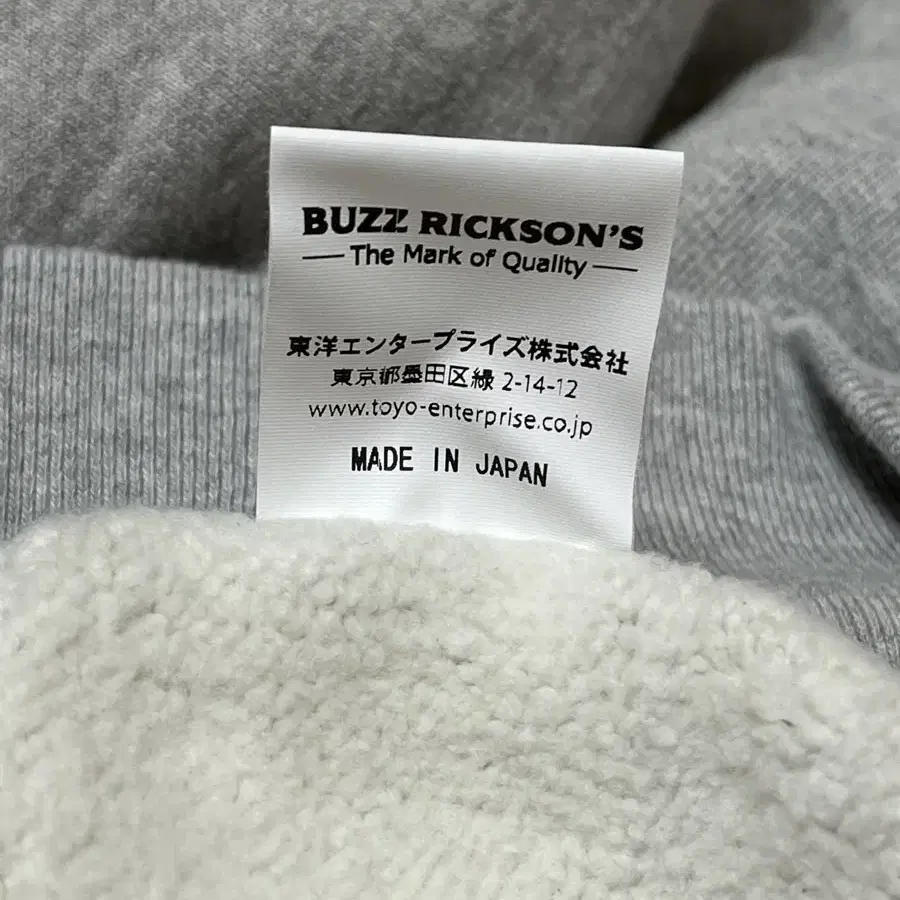 BUZZ RICKSON'S
The Mark of Quality
東洋エンタープライズ株式会社
東京都墨田区緑 2-14-12
www.toyo-enterprise.co.jp
MADE IN JAPAN